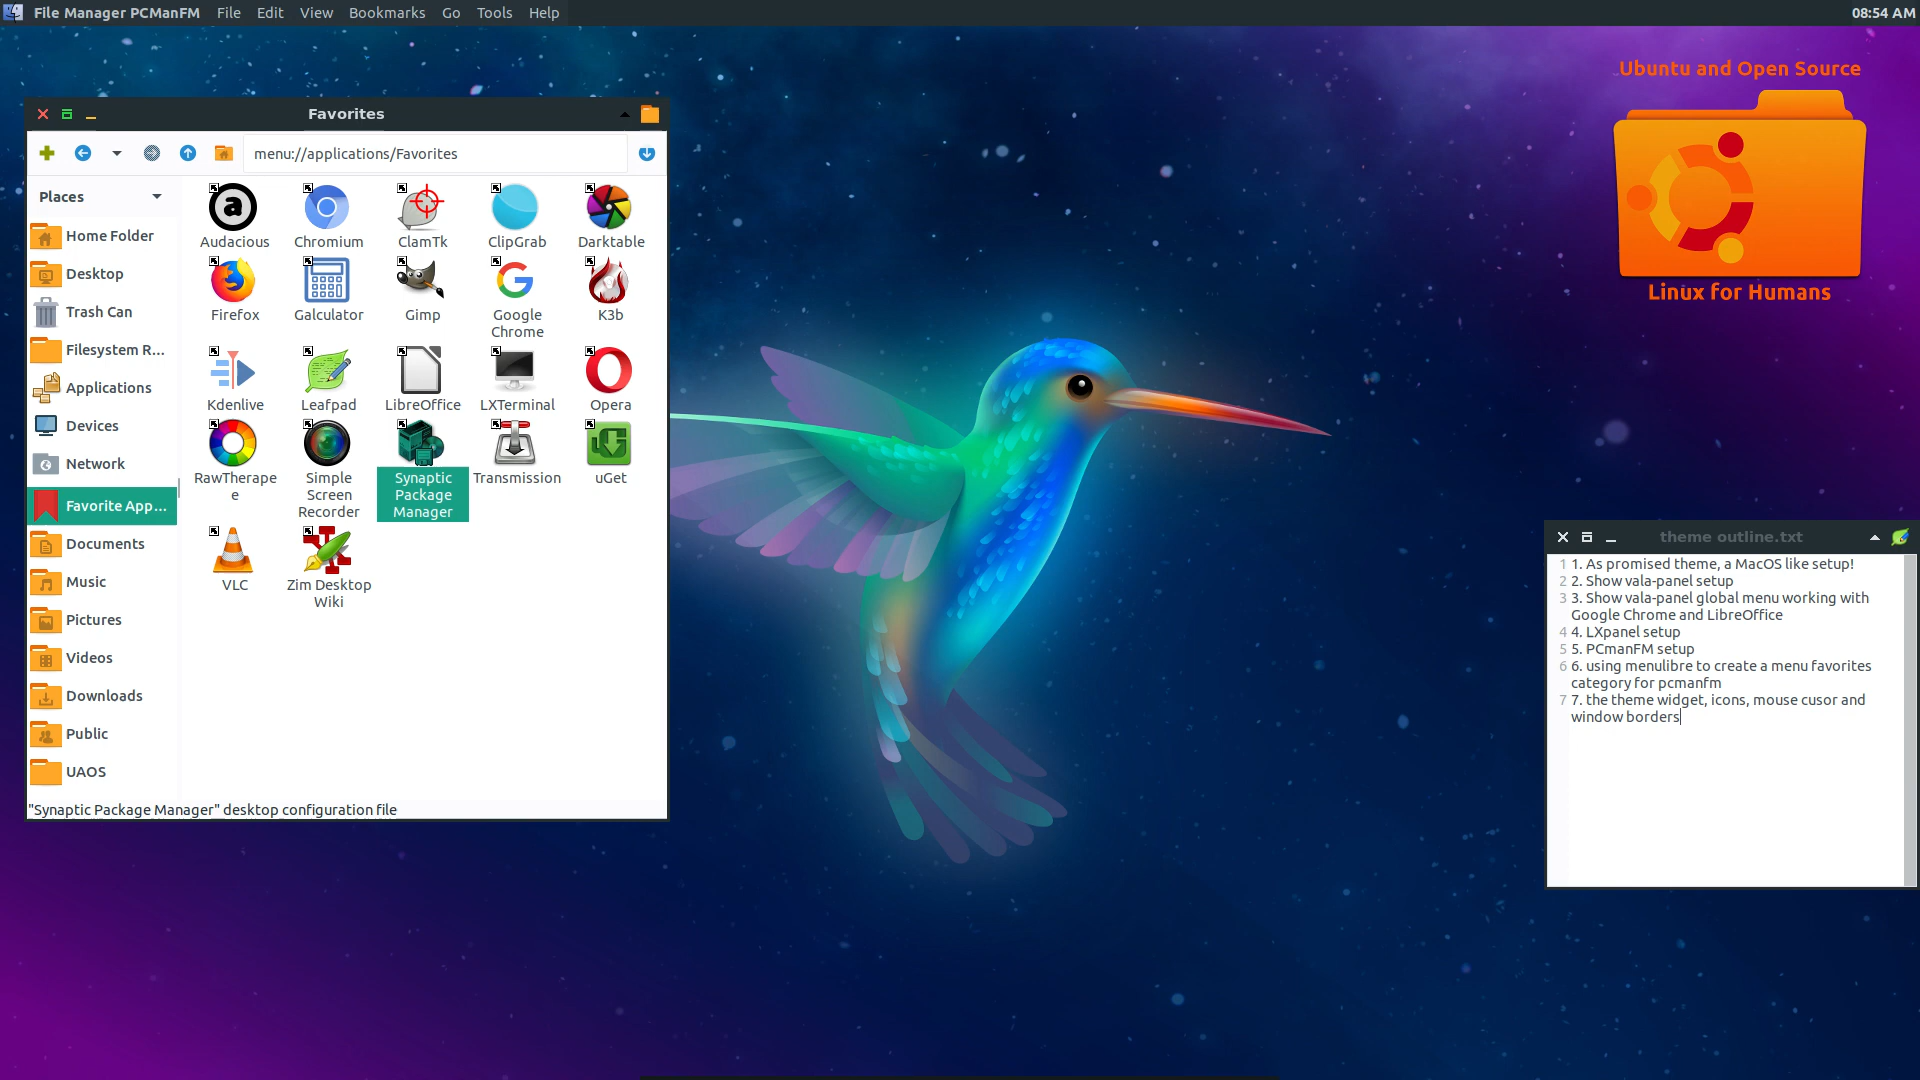 File Manager PCManFM File Edit View Bookmarks Go Tools Help 08:54 AM
Ubuntu and Open Source
Linux for Humans
Favorites
menu://applications/Favorites
Places
Home Folder
Desktop
Trash Can
Filesystem R...
Applications
Devices
Network
Favorite App...
Documents
Music
Pictures
Videos
Downloads
Public
UAOS
a
Audacious
Chromium
ClamTk
ClipGrab
Darktable
Firefox
Galculator
Gimp
Google
Chrome
K3b
Kdenlive
Leafpad
LibreOffice
LXTerminal
Opera
RawTherape
e
Simple
Screen
Recorder
Synaptic
Package
Manager
Transmission
uGet
VLC
Zim Desktop
Wiki
"Synaptic Package Manager" desktop configuration file
theme outline.txt
1 1. As promised theme, a MacOS like setup!
2 2. Show vala-panel setup
3 3. Show vala-panel global menu working with
Google Chrome and LibreOffice
4 4. LXpanel setup
5 5. PCmanFM setup
6 6. using menulibre to create a menu favorites
category for pcmanfm
7 7. the theme widget, icons, mouse cusor and
window borders